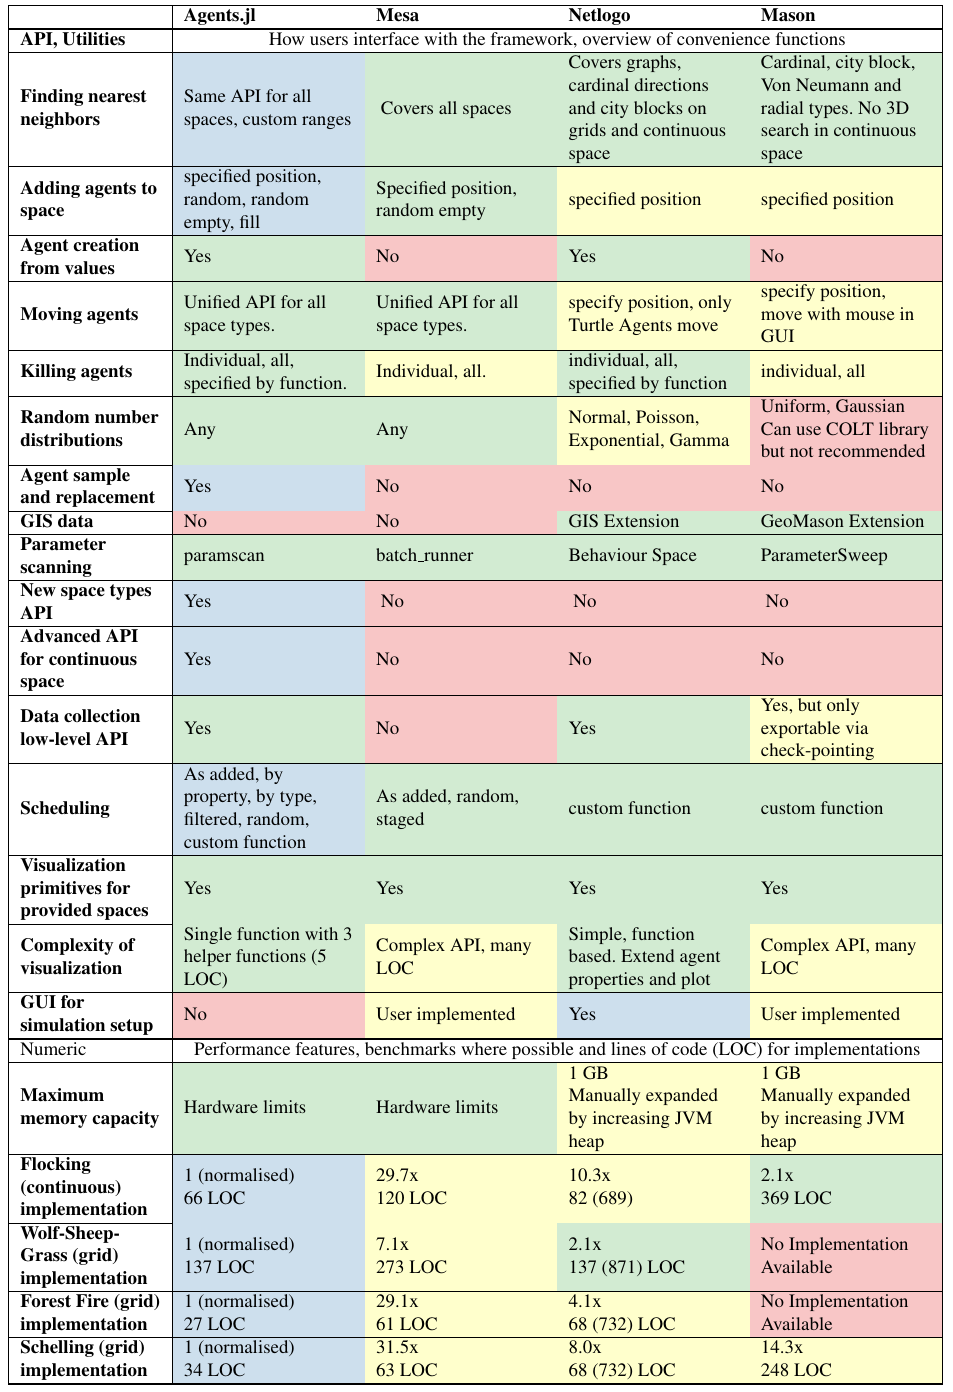 Agents.jl Mesa Netlogo Mason
API, Utilities How users interface with the framework, overview of convenience functions
Finding nearest
neighbors
Same API for all
spaces, custom ranges
Covers all spaces
Covers graphs,
cardinal directions
and city blocks on
grids and continuous
space
Cardinal, city block,
Von Neumann and
radial types. No 3D
search in continuous
space
Adding agents to
space
specified position,
random, random
empty, fill
Specified position,
random empty
specified position
specified position
Agent creation
from values
Yes
No
Yes
No
Moving agents
Unified API for all
space types.
Unified API for all
space types.
specify position, only
Turtle Agents move
specify position,
move with mouse in
GUI
Killing agents
Individual, all,
specified by function.
Individual, all.
individual, all,
specified by function
individual, all
Random number
distributions
Any
Any
Normal, Poisson,
Exponential, Gamma
Uniform, Gaussian
Can use COLT library
but not recommended
Agent sample
and replacement
Yes
No
No
No
GIS data
No
No
GIS Extension
GeoMason Extension
Parameter
scanning
paramscan
batch_runner
Behaviour Space
ParameterSweep
New space types
API
Yes
No
No
No
Advanced API
for continuous
space
Yes
No
No
No
Data collection
low-level API
Yes
No
Yes
Yes, but only
exportable via
check-pointing
Scheduling
As added, by
property, by type,
filtered, random,
custom function
As added, random,
staged
custom function
custom function
Visualization
primitives for
provided spaces
Yes
Yes
Yes
Yes
Complexity of
visualization
Single function with 3
helper functions (5
LOC)
Complex API, many
LOC
Simple, function
based. Extend agent
properties and plot
Complex API, many
LOC
GUI for
simulation setup
No
User implemented
Yes
User implemented
Numeric Performance features, benchmarks where possible and lines of code (LOC) for implementations
Maximum
memory capacity
Hardware limits
Hardware limits
1 GB
Manually expanded
by increasing JVM
heap
1 GB
Manually expanded
by increasing JVM
heap
Flocking
(continuous)
implementation
1 (normalised)
66 LOC
29.7x
120 LOC
10.3x
82 (689)
2.1x
369 LOC
Wolf-Sheep-
Grass (grid)
implementation
1 (normalised)
137 LOC
7.1x
273 LOC
2.1x
137 (871) LOC
No Implementation
Available
Forest Fire (grid)
implementation
1 (normalised)
27 LOC
29.1x
61 LOC
4.1x
68 (732) LOC
No Implementation
Available
Schelling (grid)
implementation
1 (normalised)
34 LOC
31.5x
63 LOC
8.0x
68 (732) LOC
14.3x
248 LOC